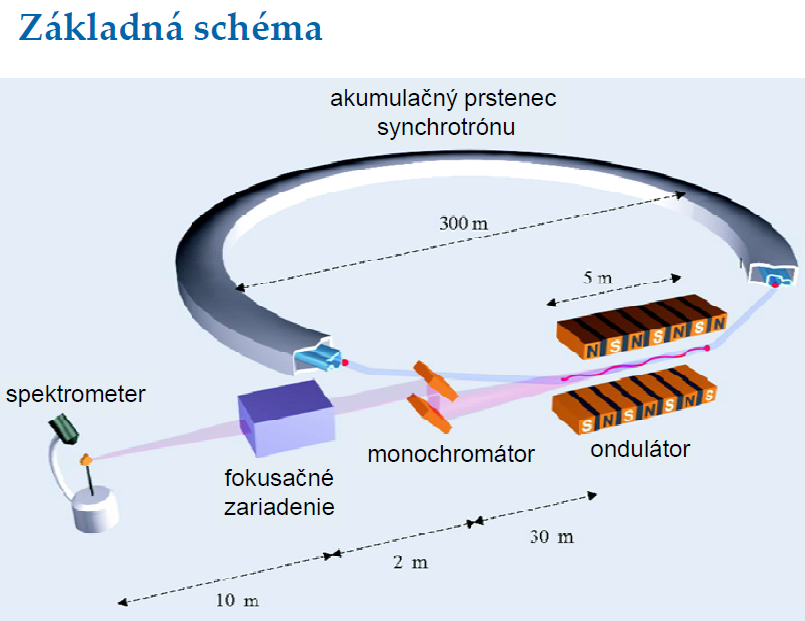 Základná schéma
akumulačný prstenec
synchrotrónu
300 m
5 m
N S N S N S N
S N S N S N S
spektrometer
monochromátor
ondulátor
fokusačné
zariadenie
30 m
2 m
10 m